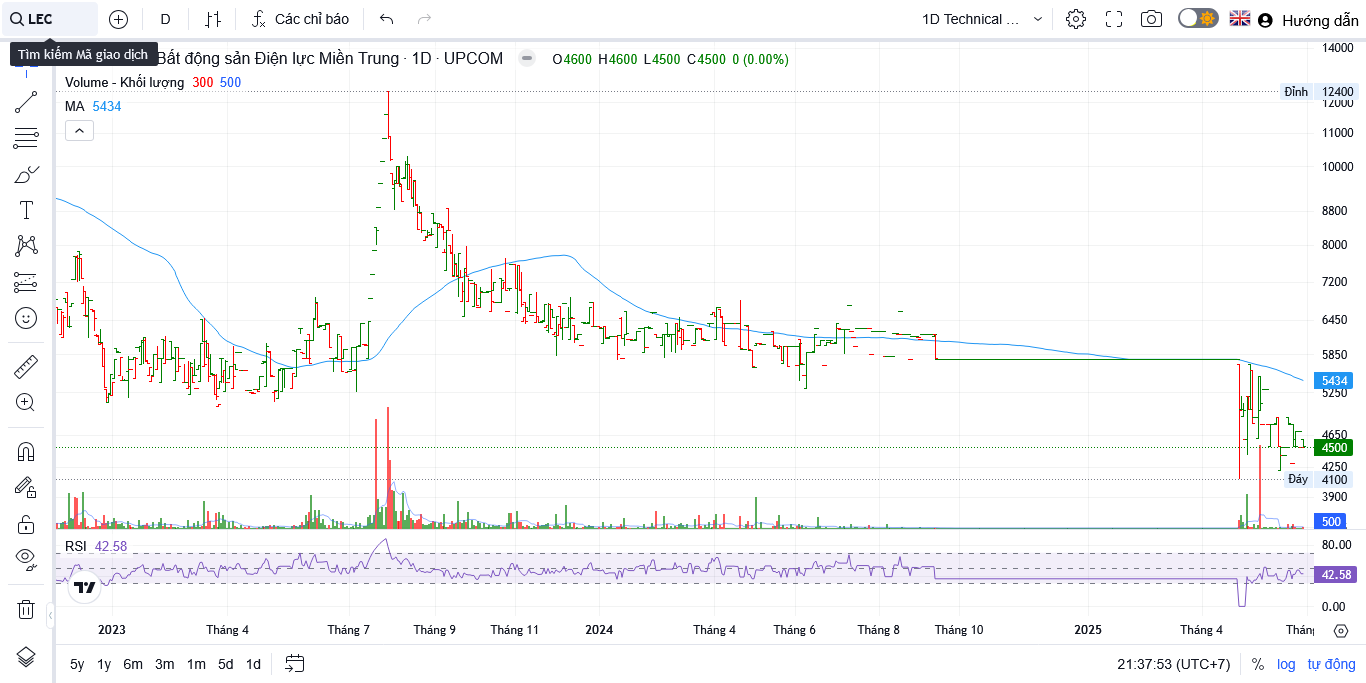 LEC
D
Các chỉ báo
1D Technical ...
Hướng dẫn
Tìm kiếm Mã giao dịch
Bất động sản Điện lực Miền Trung · 1D · UPCOM
O4600 H4600 L4500 C4500 0 (0.00%)
Volume - Khối lượng 300 500
MA 5434
14000
Đỉnh 12400
12000
11000
10000
8800
8000
7200
6450
5850
5434
5250
4650
4500
4250
Đáy 4100
3900
500
RSI 42.58
80.00
42.58
0.00
2023 Tháng 4 Tháng 7 Tháng 9 Tháng 11 2024 Tháng 4 Tháng 6 Tháng 8 Tháng 10 2025 Tháng 4
5y 1y 6m 3m 1m 5d 1d
21:37:53 (UTC+7) % log tự động